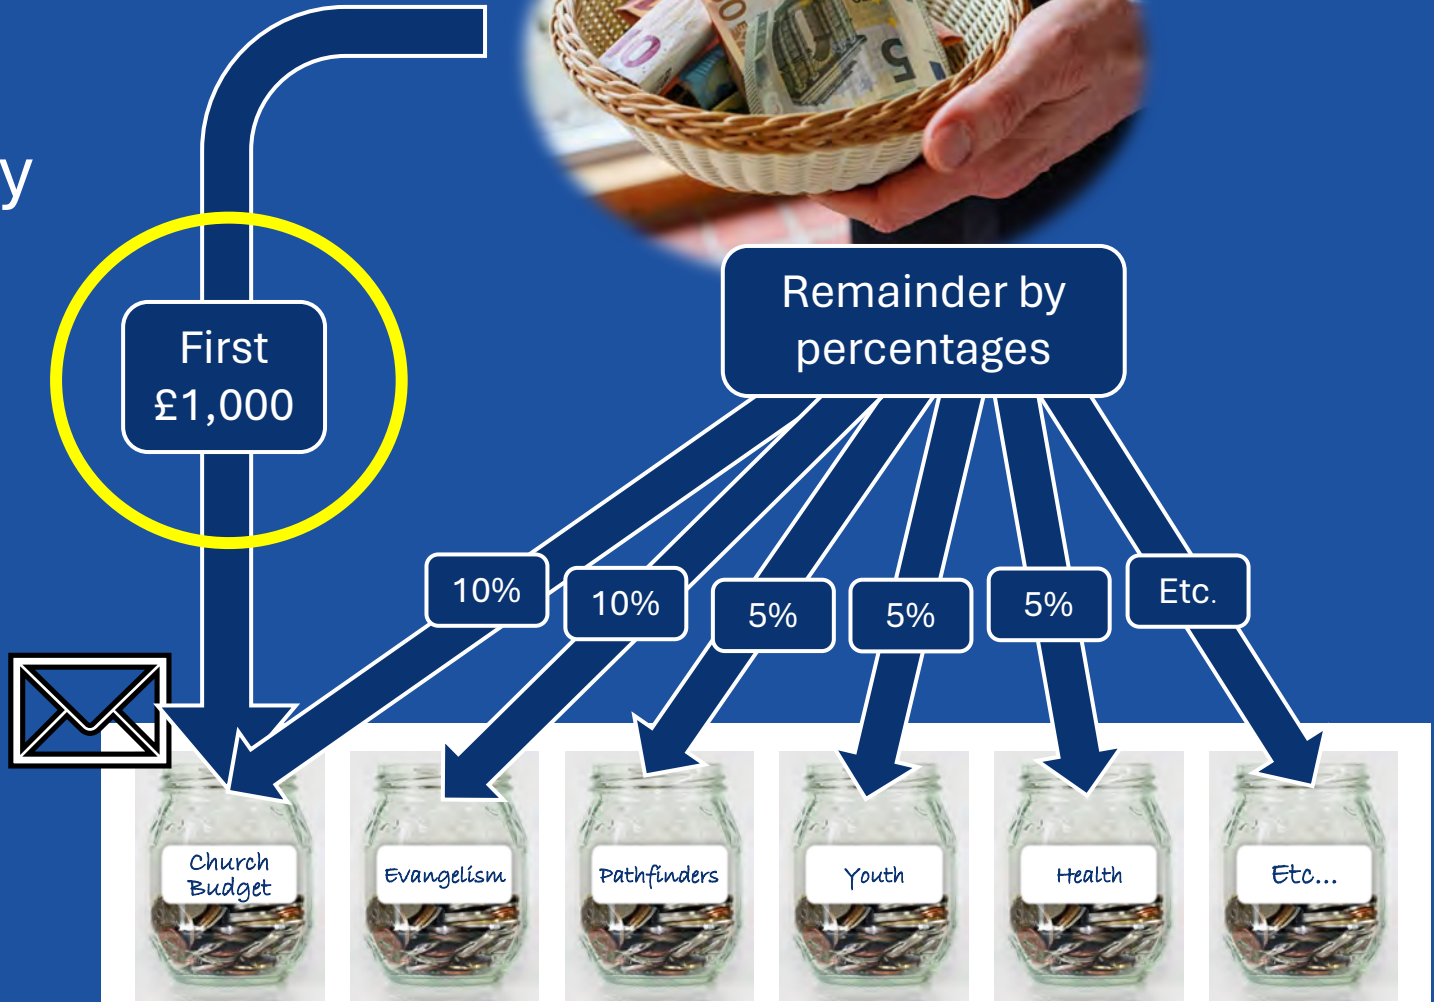 y
First
£1,000
Remainder by
percentages
10%
10%
5%
5%
5%
Etc.
Church
Budget
Evangelism
Pathfinders
Youth
Health
Etc...